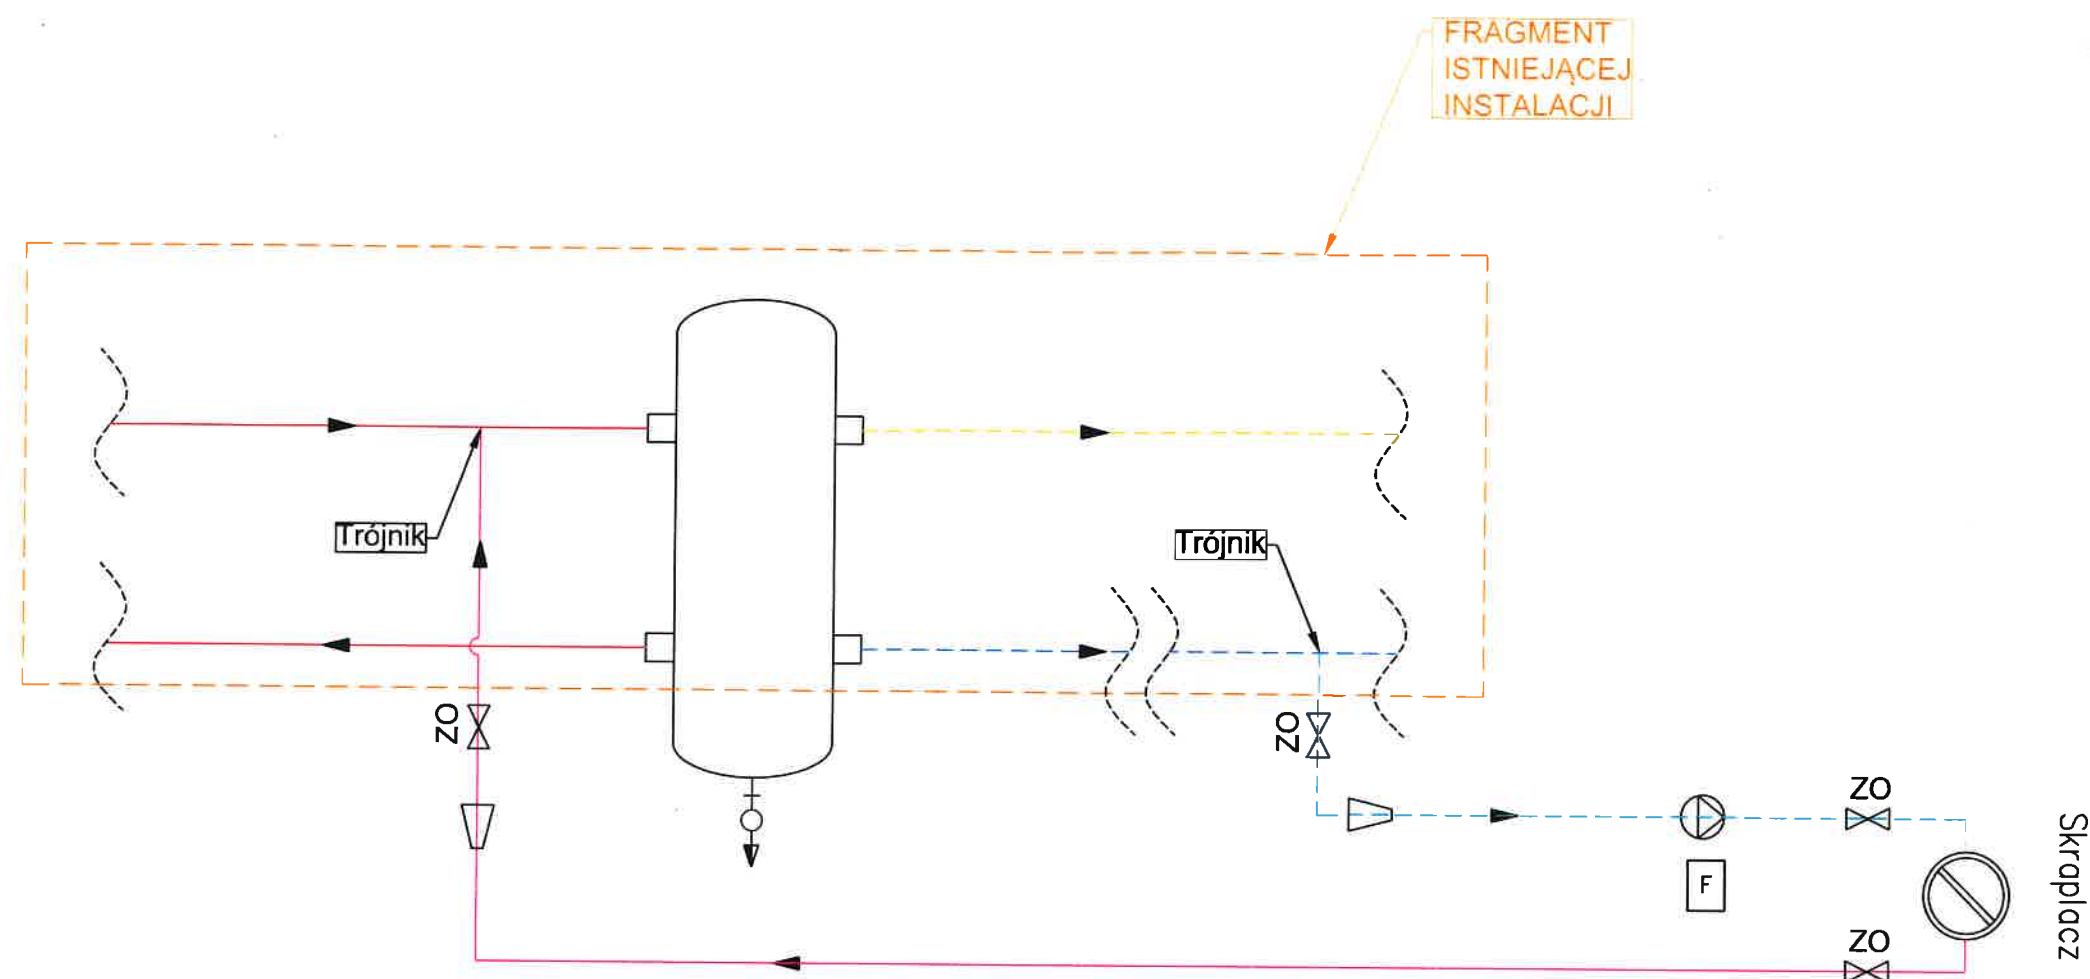 FRAGMENT
ISTNIEJĄCEJ
INSTALACJI
Trójnik
Trójnik
ZO
ZO
ZO
F
Skraplacz
ZO